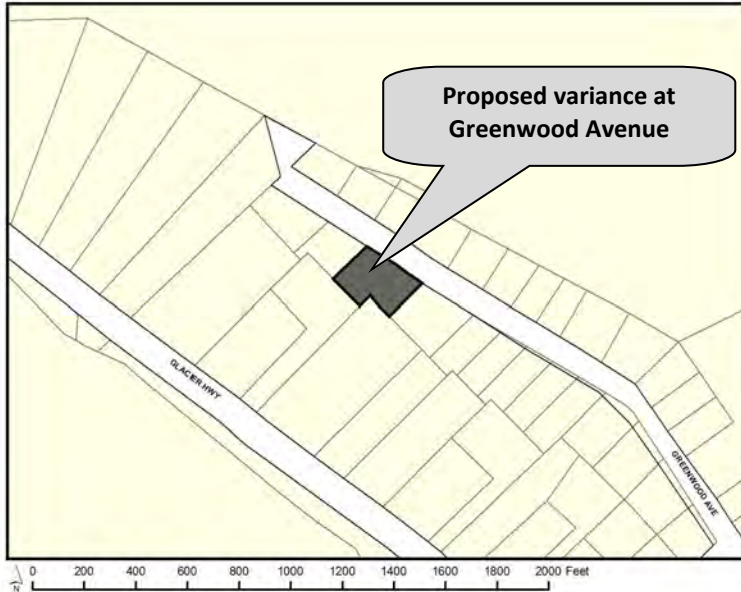 Proposed variance at
Greenwood Avenue
GLACIER HWY
GREENWOOD AVE
N
0 200 400 600 800 1000 1200 1400 1600 1800 2000 Feet